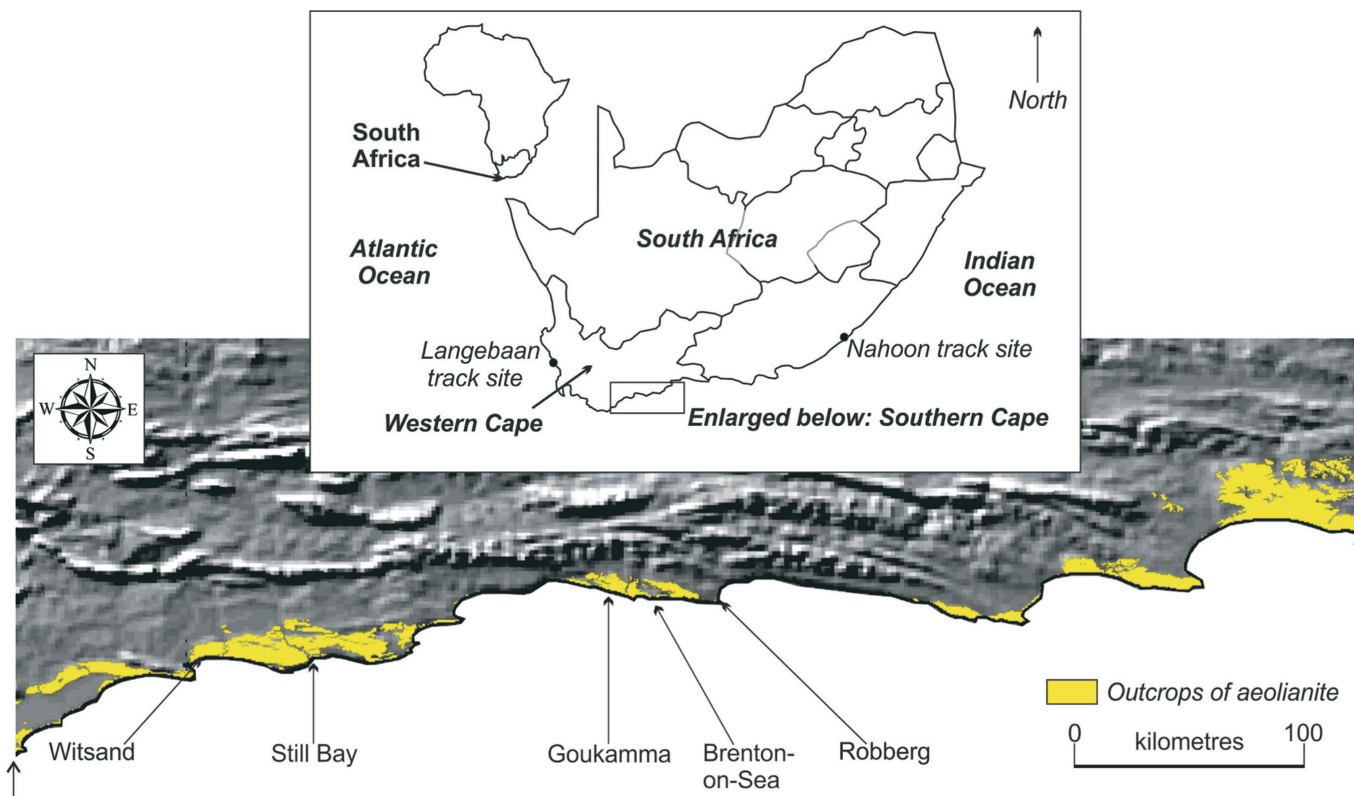 North
South
Africa
South Africa
Atlantic
Ocean
Indian
Ocean
Langebaan
track site
Nahoon track site
Western Cape
Enlarged below: Southern Cape
N
W
E
S
Outcrops of aeolianite
0
100
kilometres
Witsand
Still Bay
Goukamma
Brenton-
on-Sea
Robberg